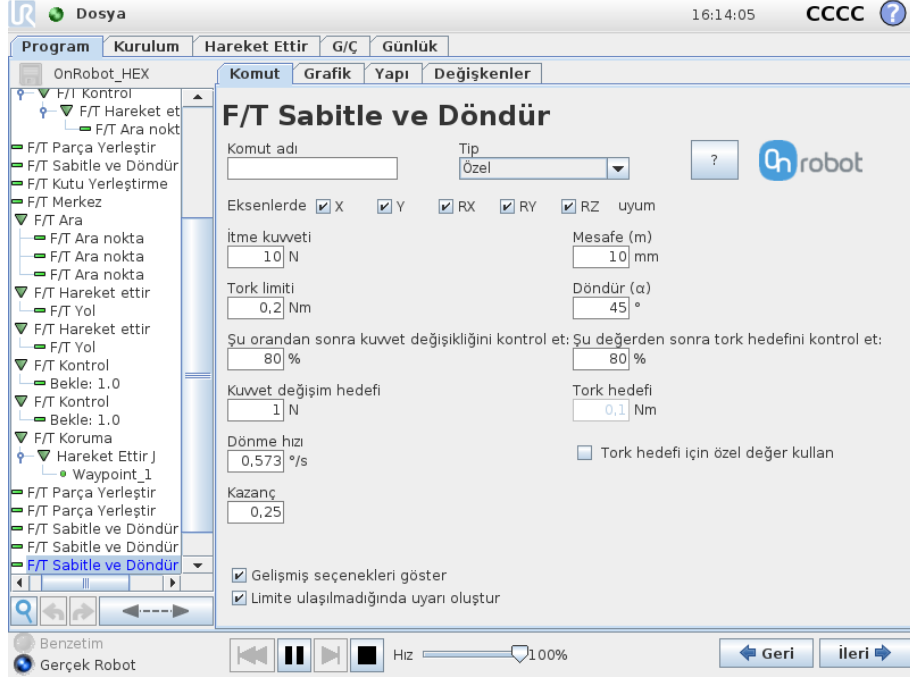 Dosya
16:14:05
CCCC
?
Program
Kurulum
Hareket Ettir
G/Ç
Günlük
OnRobot_HEX
Komut
Grafik
Yapı
Değişkenler
F/T Kontrol
F/T Hareket et
F/T Ara nokt
F/T Parça Yerleştir
F/T Sabitle ve Döndür
F/T Kutu Yerleştirme
F/T Merkez
F/T Ara
F/T Ara nokta
F/T Ara nokta
F/T Ara nokta
F/T Hareket ettir
F/T Yol
F/T Hareket ettir
F/T Yol
F/T Kontrol
Bekle: 1.0
F/T Kontrol
Bekle: 1.0
F/T Koruma
Hareket Ettir J
Waypoint_1
F/T Parça Yerleştir
F/T Parça Yerleştir
F/T Sabitle ve Döndür
F/T Sabitle ve Döndür
F/T Sabitle ve Döndür
F/T Sabitle ve Döndür
Komut adı
Tip
Özel
?
On robot
Eksenlerde X Y RX RY RZ uyum
İtme kuvveti
10 N
Mesafe (m)
10 mm
Tork limiti
0,2 Nm
Döndür (α)
45 °
Şu orandan sonra kuvvet değişikliğini kontrol et:
80 %
Şu değerden sonra tork hedefini kontrol et:
80 %
Kuvvet değişim hedefi
1 N
Tork hedefi
0,1 Nm
Dönme hızı
0,573 °/s
Tork hedefi için özel değer kullan
Kazanç
0,25
Gelişmiş seçenekleri göster
Limite ulaşılmadığında uyarı oluştur
Benzetim
Gerçek Robot
Hız
100%
Geri
İleri